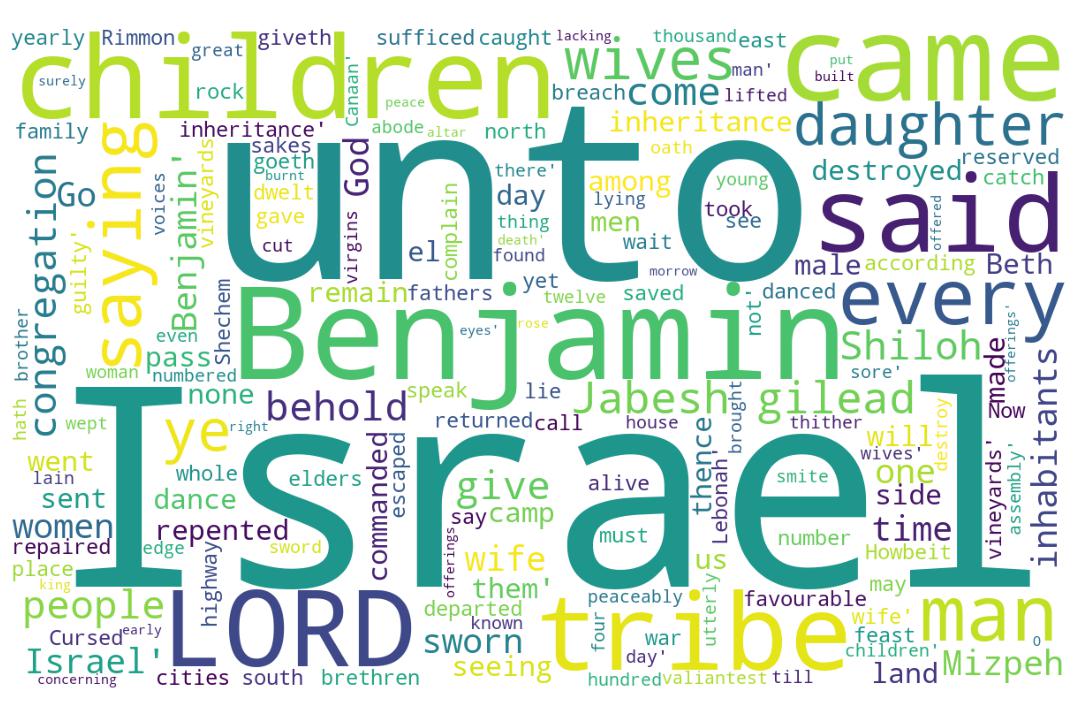 yearly Rimmon giveth sufficed caught lacking thousand east
children great wives man' put came
surely rock canaan' peace breach come lifted built
family inheritance' abode altar north inheritance daughter
sakes oath destroyed reserved
saying goeth burnt unto there' among young catch
congregation Go voices vineyards dwelt God day lying said
Benjamin' gave virgins complain thing men took see offered
guilty' cut el death' found wait male according Beth
yet morrow
remain fathers twelve saved danced every
brother Shechem Benjamin eyes' rose not' Shiloh offerings'
even pass sore' made
woman numbered speak lie Jabesh gilead inhabitants
hath none behold returned call house brought thither Now
wept ye right will destroy
went commanded escaped thence wives' one vineyards' assembly'
lain whole elders Israel give alive smite side
sent dance say camp Lebonah'
women repented must number time
repaired edge sword offerings wife us Howbeit
place them' may
king highway peaceably favourable
people LORD departed tribe man
Cursed early known four war utterly wife' O
Israel' sworn feast
seeing day' children' Mizpeh
concerning cities south brethren hundred valiantest till land